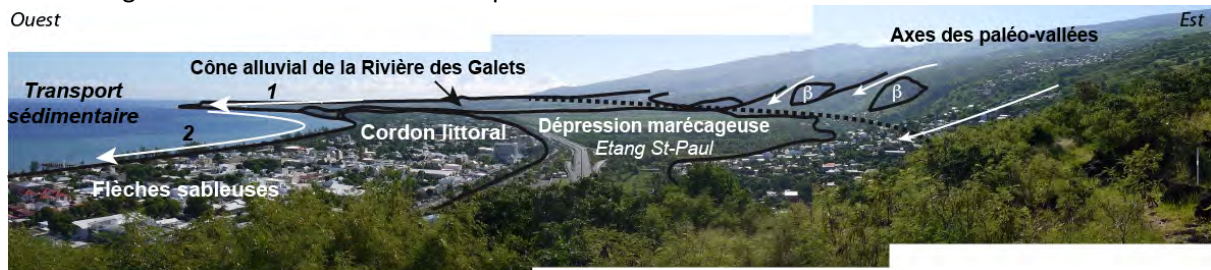 Ouest
Est
Axes des paléo-vallées
Cône alluvial de la Rivière des Galets
β
β
Transport
sédimentaire
1
2
Cordon littoral
Dépression marécageuse
Etang St-Paul
Flèches sableuses